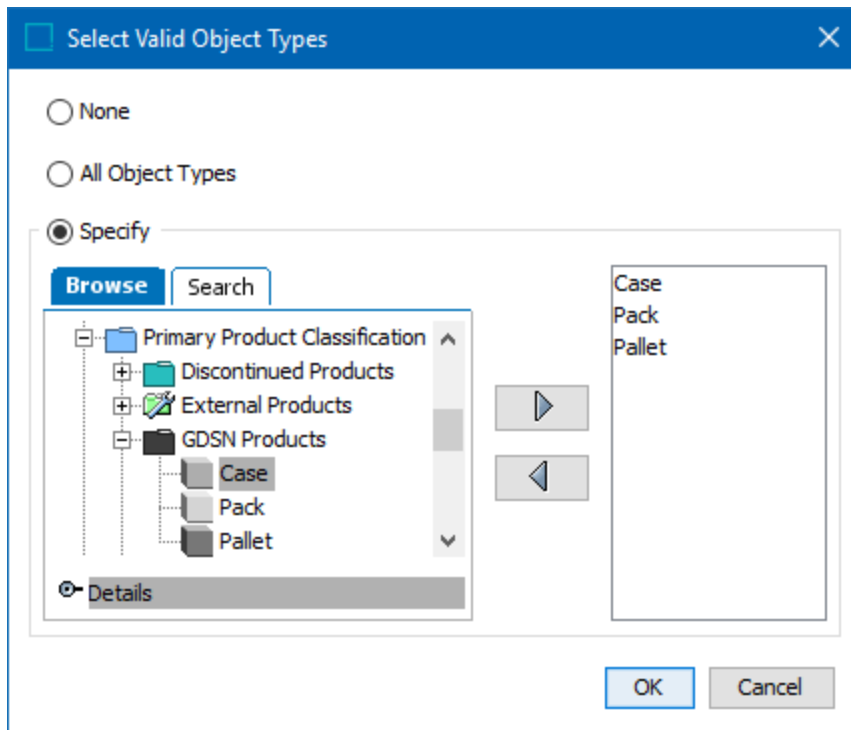 Select Valid Object Types
None
All Object Types
Specify
Browse
Search
Primary Product Classification
Discontinued Products
External Products
GDSN Products
Case
Pack
Pallet
Details
Case
Pack
Pallet
OK
Cancel